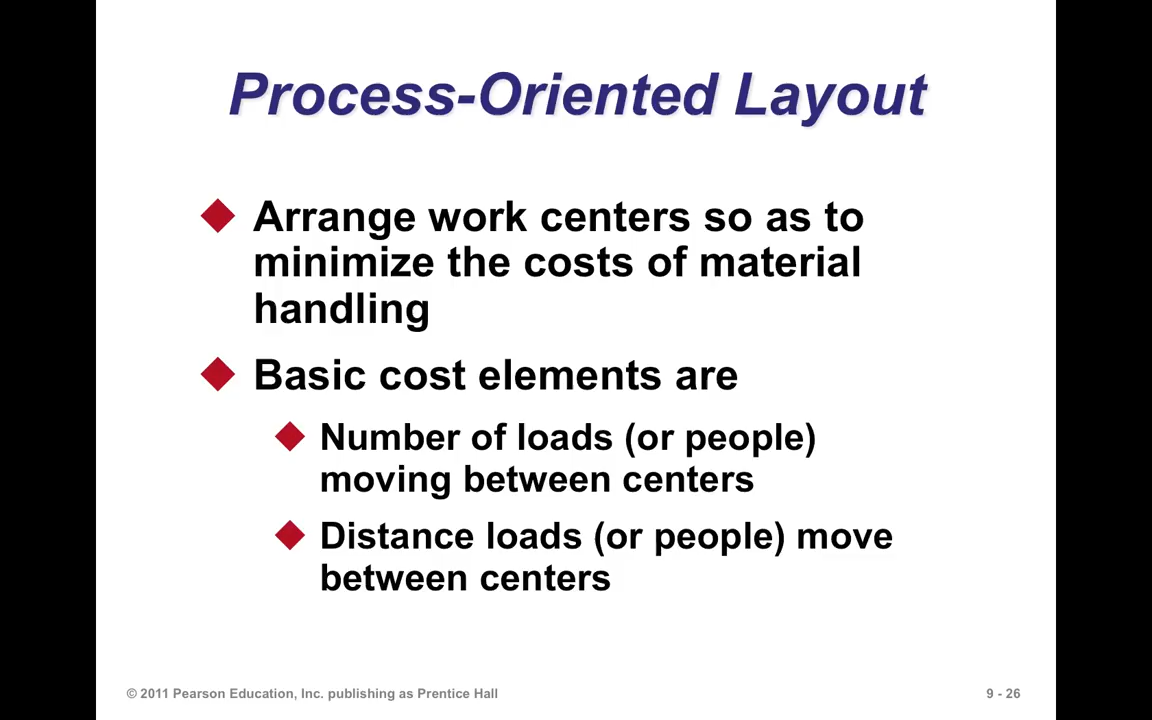 Process-Oriented Layout
Arrange work centers so as to
minimize the costs of material
handling
Basic cost elements are
Number of loads (or people)
moving between centers
Distance loads (or people) move
between centers
© 2011 Pearson Education, Inc. publishing as Prentice Hall
9 - 26